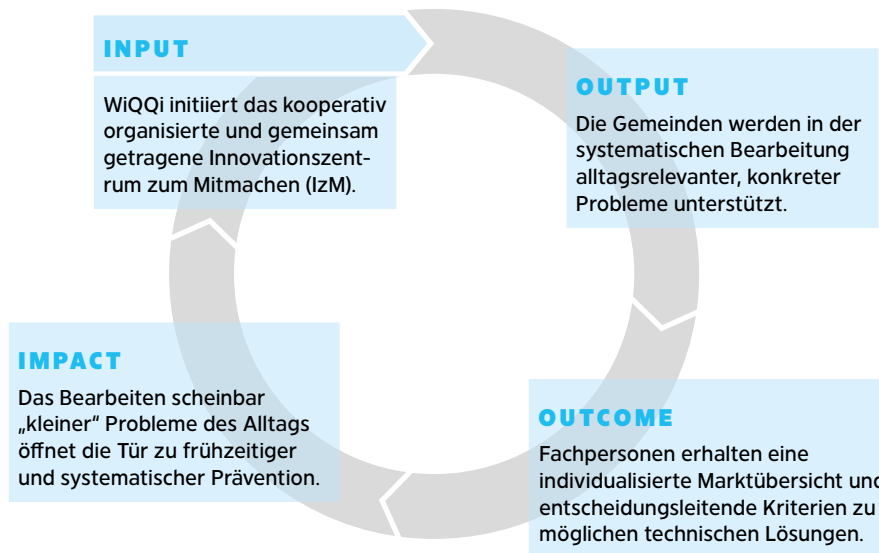 INPUT
WiQQi initiiert das kooperativ
organisierte und gemeinsam
getragene Innovationszent-
rum zum Mitmachen (IzM).
OUTPUT
Die Gemeinden werden in der
systematischen Bearbeitung
alltagsrelevanter, konkreter
Probleme unterstützt.
OUTCOME
Fachpersonen erhalten eine
individualisierte Marktübersicht und
entscheidungsleitende Kriterien zu
möglichen technischen Lösungen.
IMPACT
Das Bearbeiten scheinbar
„kleiner“ Probleme des Alltags
öffnet die Tür zu frühzeitiger
und systematischer Prävention.